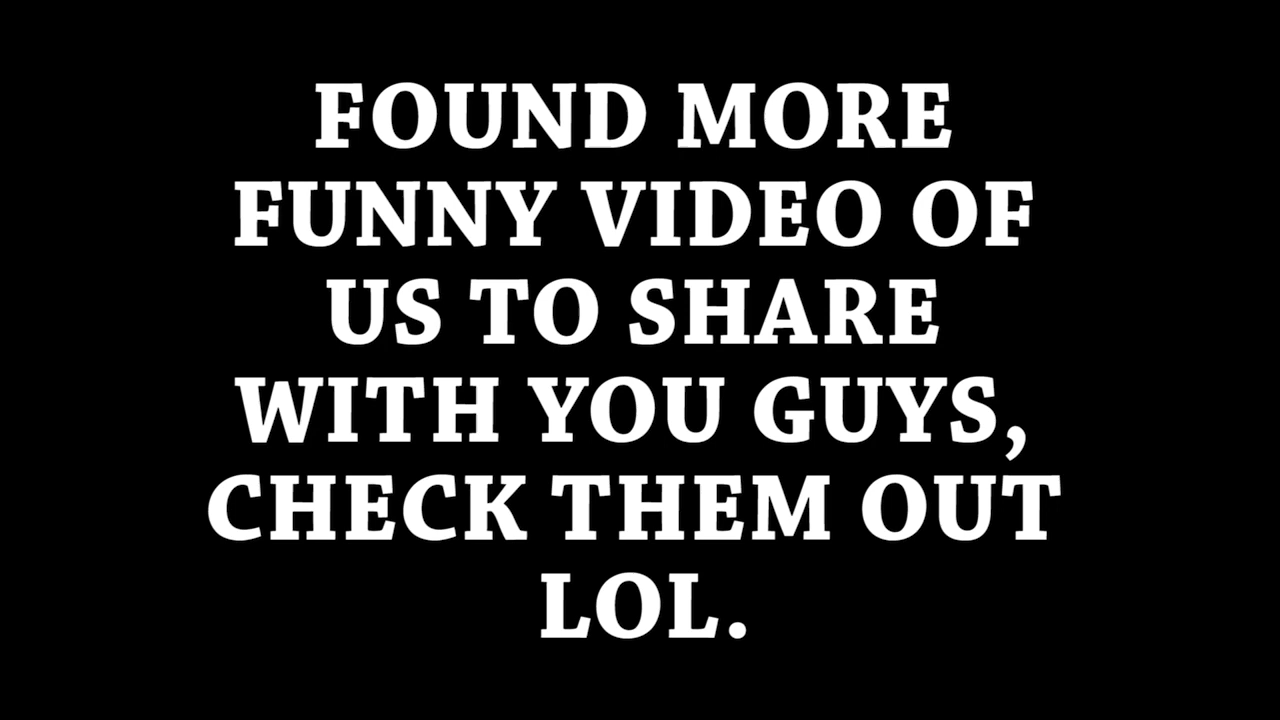 FOUND MORE
FUNNY VIDEO OF
US TO SHARE
WITH YOU GUYS,
CHECK THEM OUT
LOL.